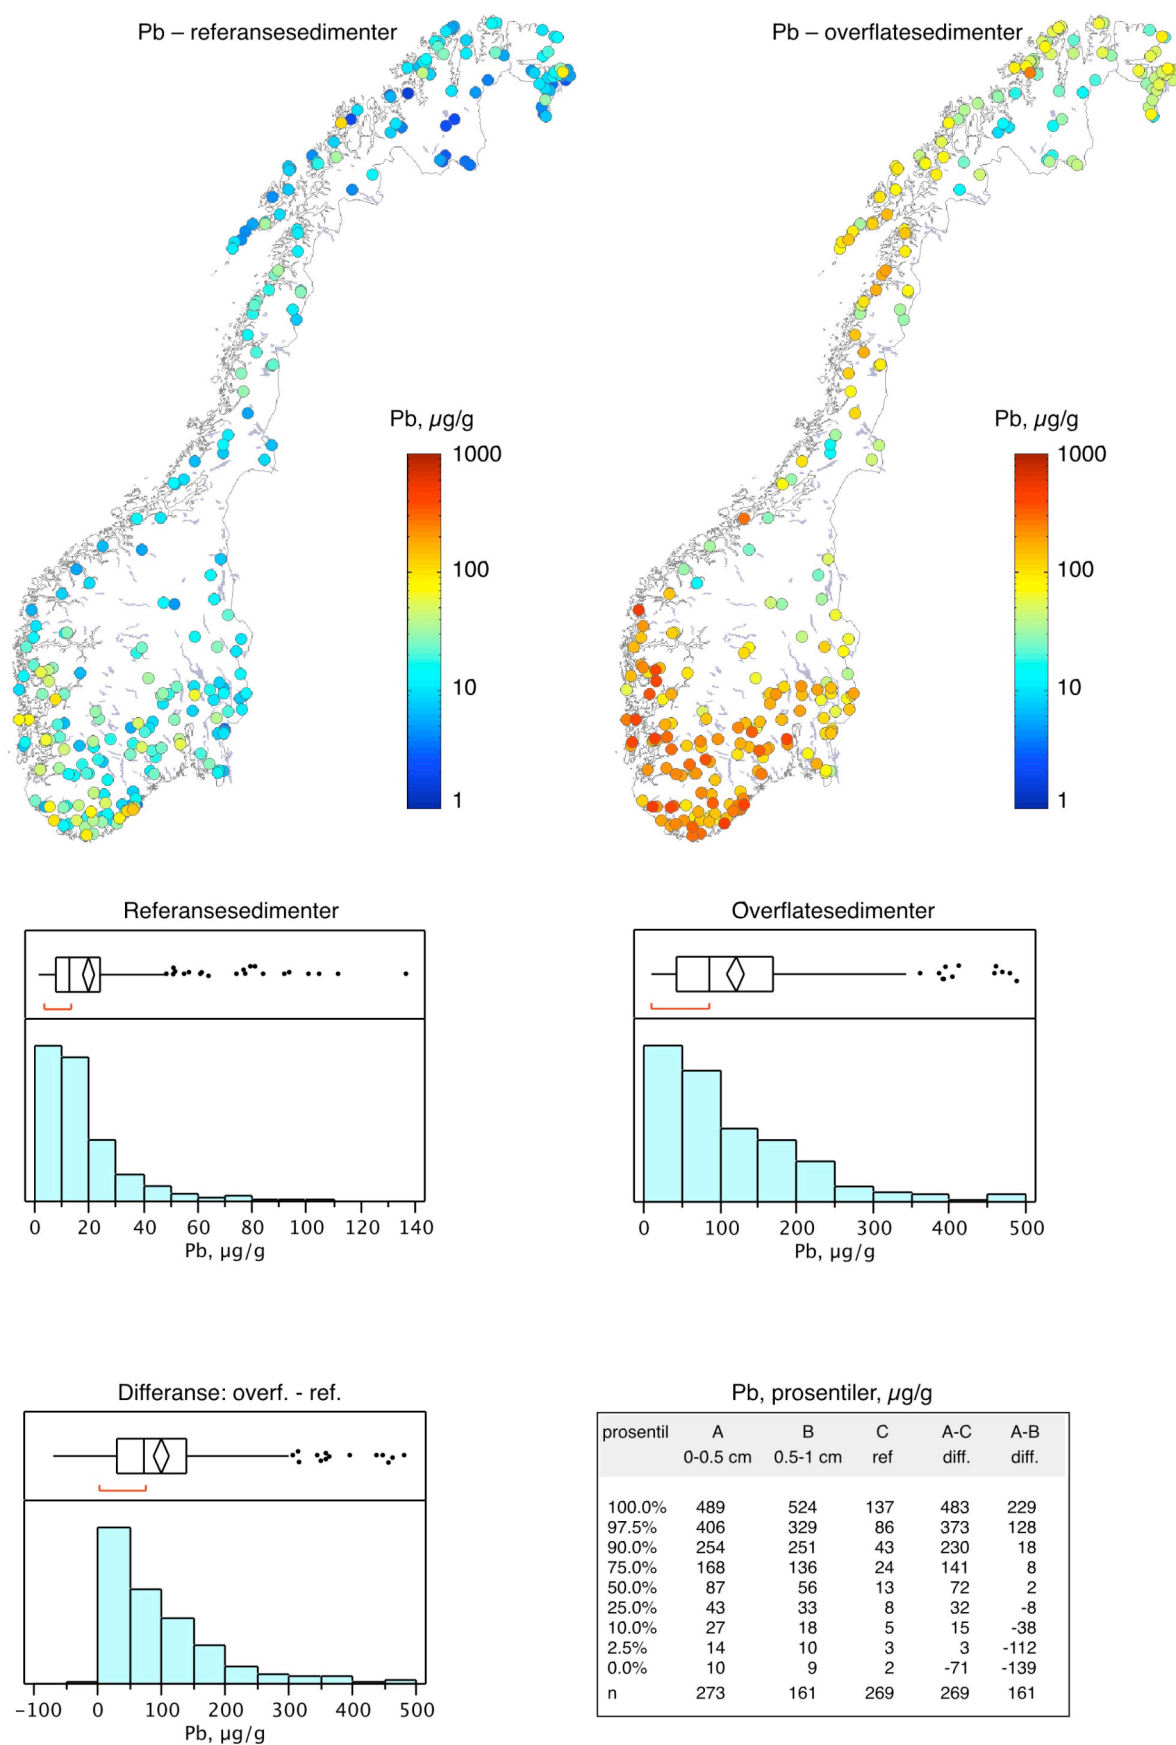 Pb – referansesedimenter
Pb – overflatesedimenter
Pb, µg/g
1000
100
10
1
Pb, µg/g
1000
100
10
1
Referansesedimenter
0 20 40 60 80 100 120 140
Pb, µg/g
Overflatesedimenter
0 100 200 300 400 500
Pb, µg/g
Differanse: overf. - ref.
−100 0 100 200 300 400 500
Pb, µg/g
Pb, prosentiler, µg/g
prosentil A B C A-C A-B
0-0.5 cm 0.5-1 cm ref diff. diff.
100.0% 489 524 137 483 229
97.5% 406 329 86 373 128
90.0% 254 251 43 230 18
75.0% 168 136 24 141 8
50.0% 87 56 13 72 2
25.0% 43 33 8 32 -8
10.0% 27 18 5 15 -38
2.5% 14 10 3 3 -112
0.0% 10 9 2 -71 -139
n 273 161 269 269 161